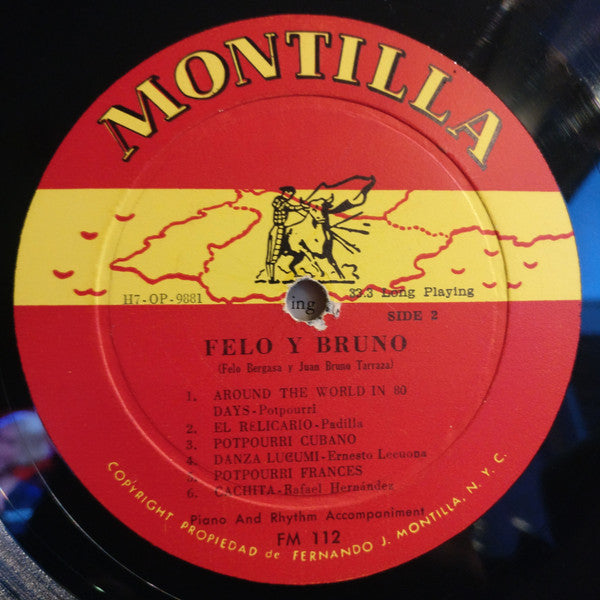 MONTILLA
H7-OP-9881
ing
33.3 Long Playing
SIDE 2
FELO Y BRUNO
(Felo Bergasa y Juan Bruno Tarraza)
1. AROUND THE WORLD IN 80
DAYS-Potpourri
2. EL RELICARIO-Padilla
3. POTPOURRI CUBANO
4. DANZA LUCUMI-Ernesto Lecuona
5. POTPOURRI FRANCES
6. CACHITA-Rafael Hernández
Piano And Rhythm Accompaniment
FM 112
COPYRIGHT PROPIEDAD de FERNANDO J. MONTILLA, N.Y.C.